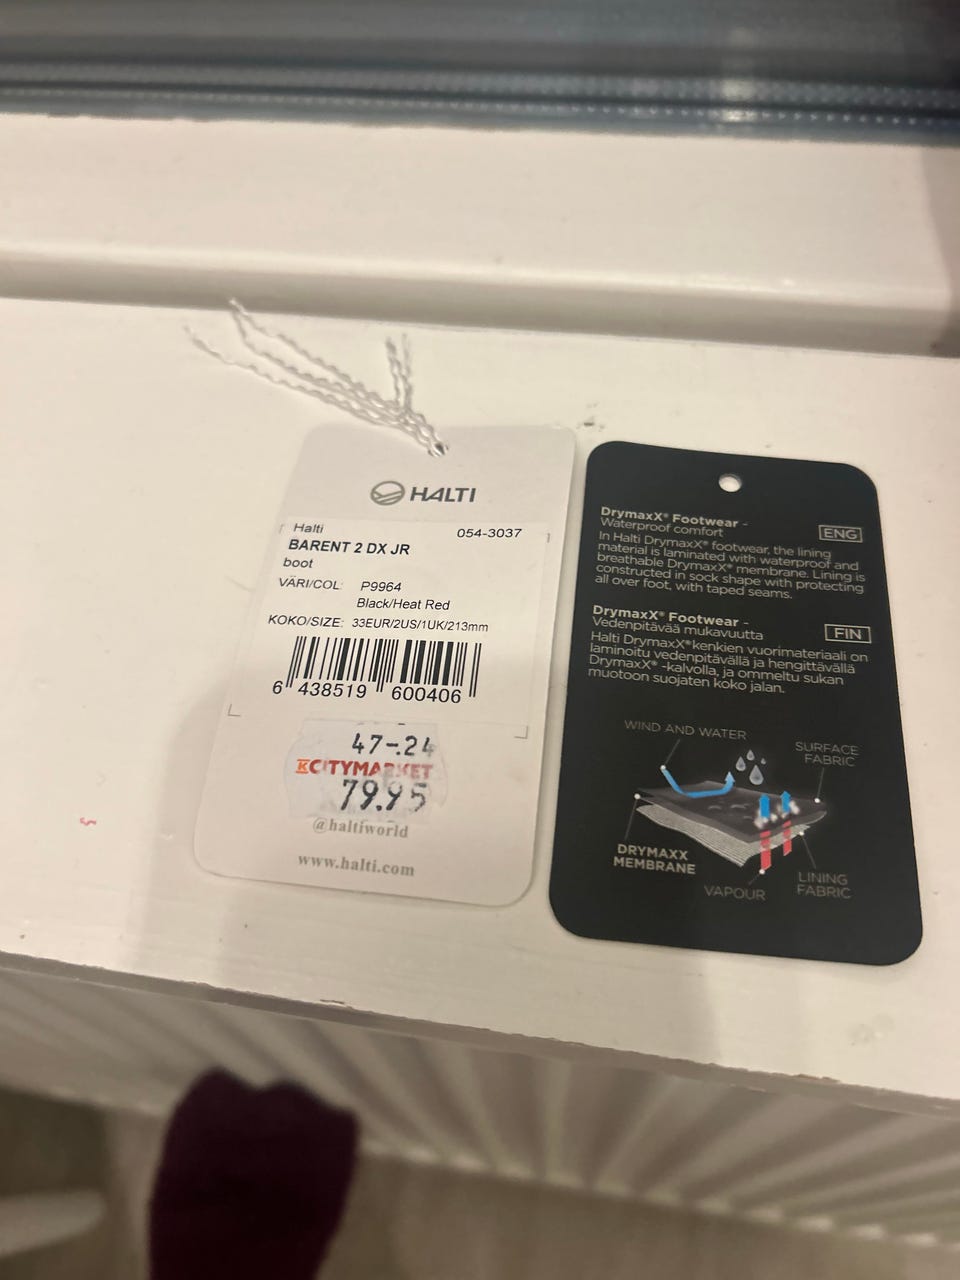 HALTI
Halti 054-3037
BARENT 2 DX JR
boot
VÄRI/COL: P9964
Black/Heat Red
KOKO/SIZE: 33EUR/2US/1UK/213mm
6 438519 600406
47-.24
KCITYMARKET
79.95
@haltiworld
www.halti.com
DrymaxX® Footwear -
Waterproof comfort
ENG
In Halti DrymaxX® footwear, the lining
material is laminated with waterproof and
breathable DrymaxX® membrane. Lining is
constructed in sock shape with protecting
all over foot, with taped seams.
DrymaxX® Footwear -
Vedenpitävää mukavuutta
FIN
Halti DrymaxX®kenkien vuorimateriaali on
laminoitu vedenpitävällä ja hengittävällä
DrymaxX® -kalvolla, ja ommeltu sukan
muotoon suojaten koko jalan.
WIND AND WATER
SURFACE
FABRIC
DRYMAXX
MEMBRANE
VAPOUR
LINING
FABRIC